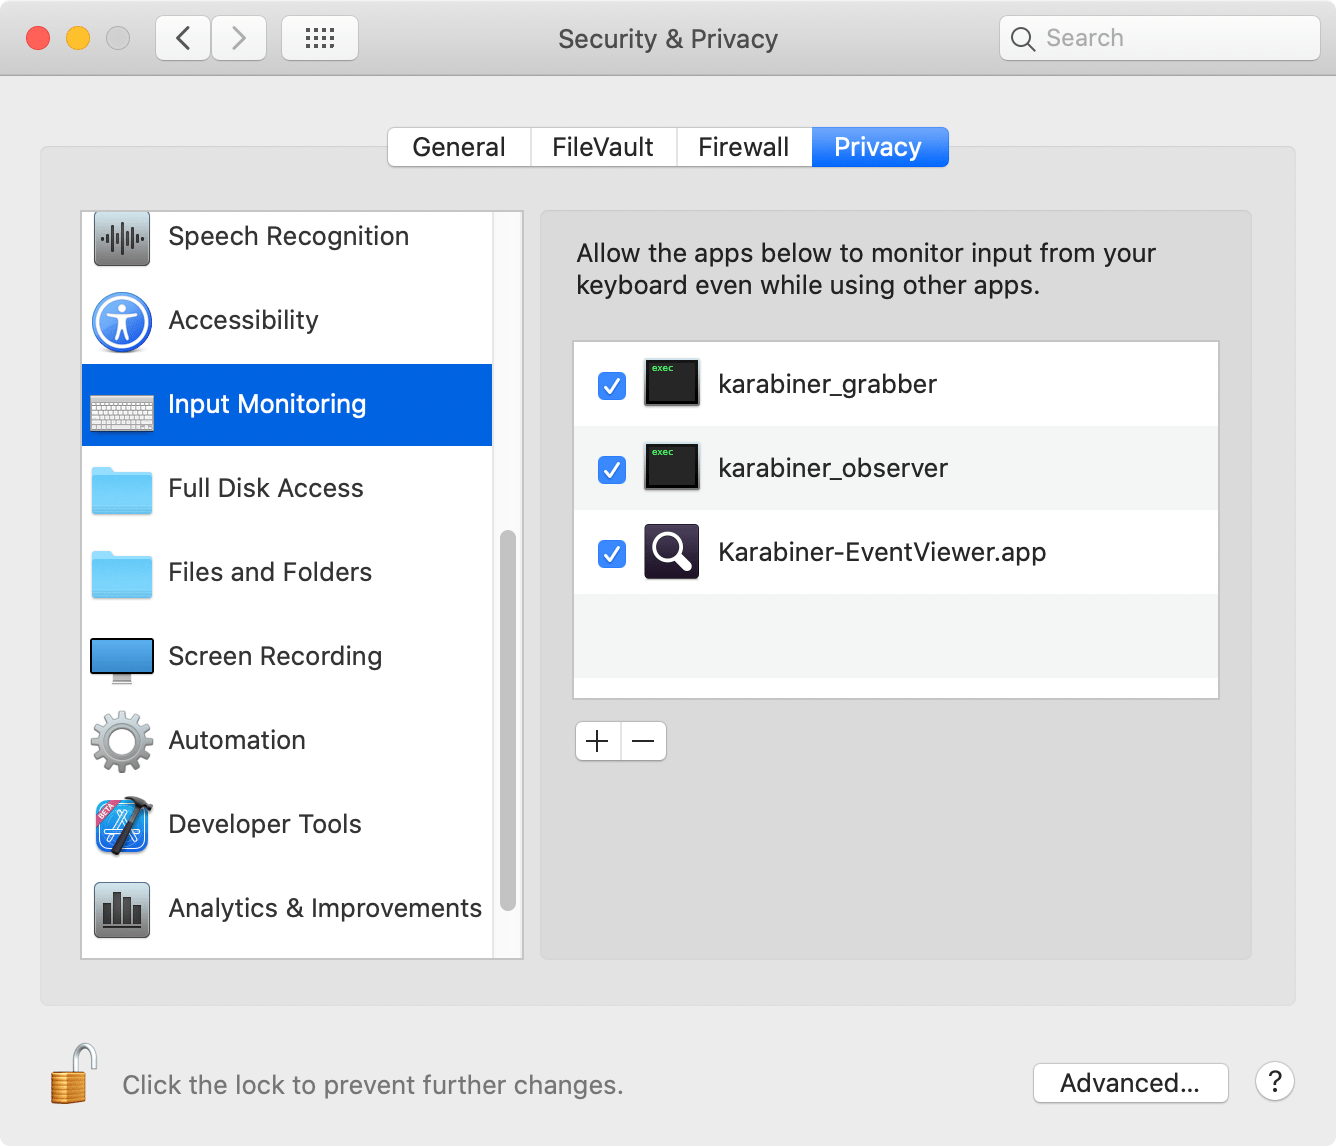 Security & Privacy
Search
General
FileVault
Firewall
Privacy
Speech Recognition
Accessibility
Input Monitoring
Full Disk Access
Files and Folders
Screen Recording
Automation
BETA
Developer Tools
Analytics & Improvements
Allow the apps below to monitor input from your
keyboard even while using other apps.
exec
karabiner_grabber
exec
karabiner_observer
Karabiner-EventViewer.app
Click the lock to prevent further changes.
Advanced...
?